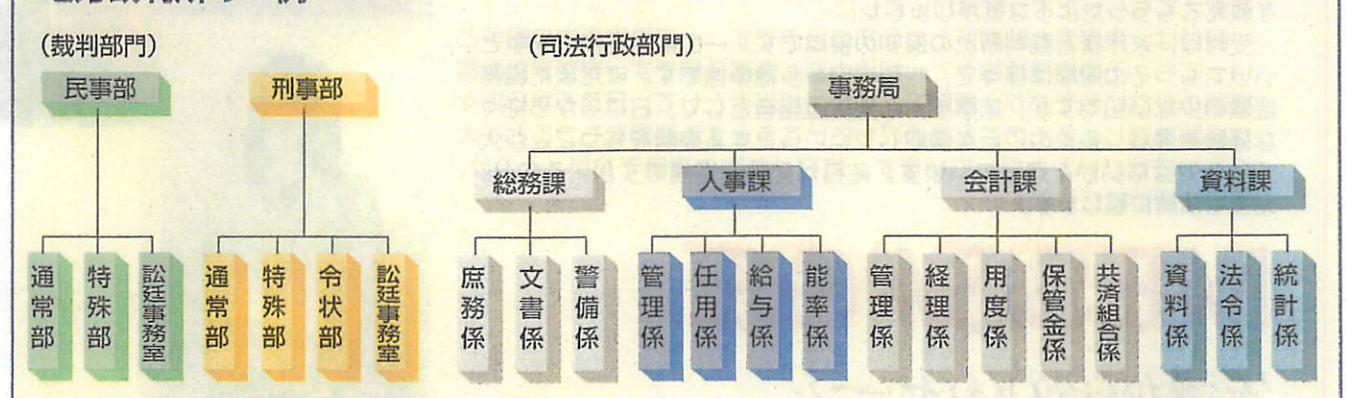 (裁判部門)
(司法行政部門)
民事部
刑事部
事務局
総務課
人事課
会計課
資料課
通常部
特殊部
訟廷事務室
通常部
特殊部
令状部
訟廷事務室
庶務係
文書係
警備係
管理係
任用係
給与係
能率係
管理係
経理係
用度係
保管金係
共済組合係
資料係
法令係
統計係